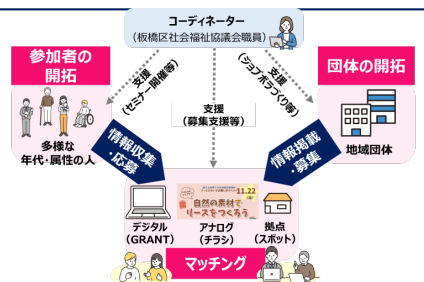 コーディネーター
（板橋区社会福祉協議会職員）
参加者の
開拓
団体の開拓
支援
（セミナー開催等）
支援
（募集支援等）
支援
（ショプボラづくり等）
多様な
年代・属性の人
地域団体
情報収集
・応募
情報掲載
・募集
11.22
自然の素材で
リースをつくろう
デジタル
（GRANT）
アナログ
（チラシ）
拠点
（スポット）
マッチング